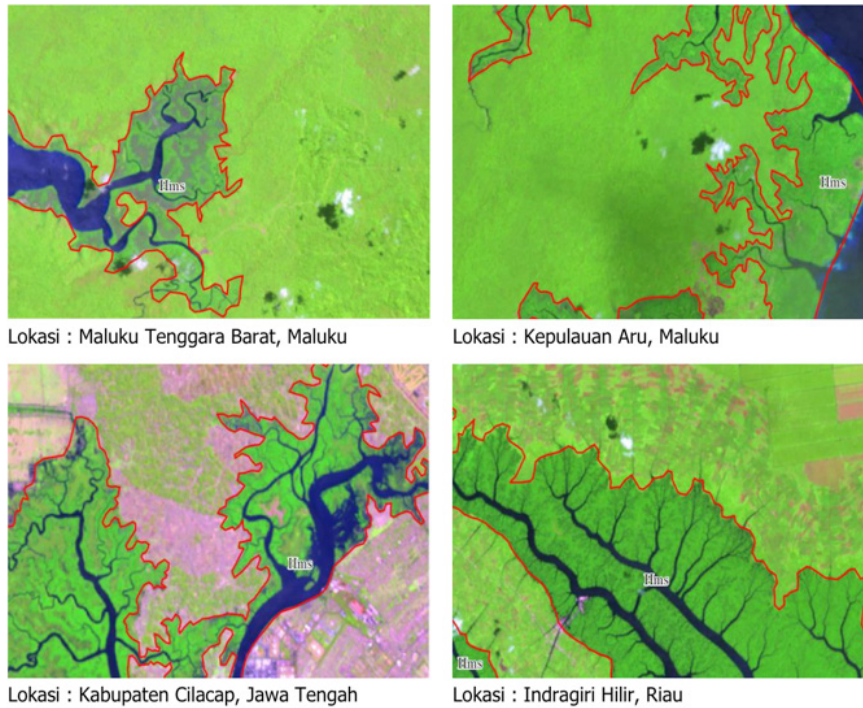 Hms
Lokasi : Maluku Tenggara Barat, Maluku
Hms
Lokasi : Kepulauan Aru, Maluku
Hms
Lokasi : Kabupaten Cilacap, Jawa Tengah
Hms
Hms
Lokasi : Indragiri Hilir, Riau